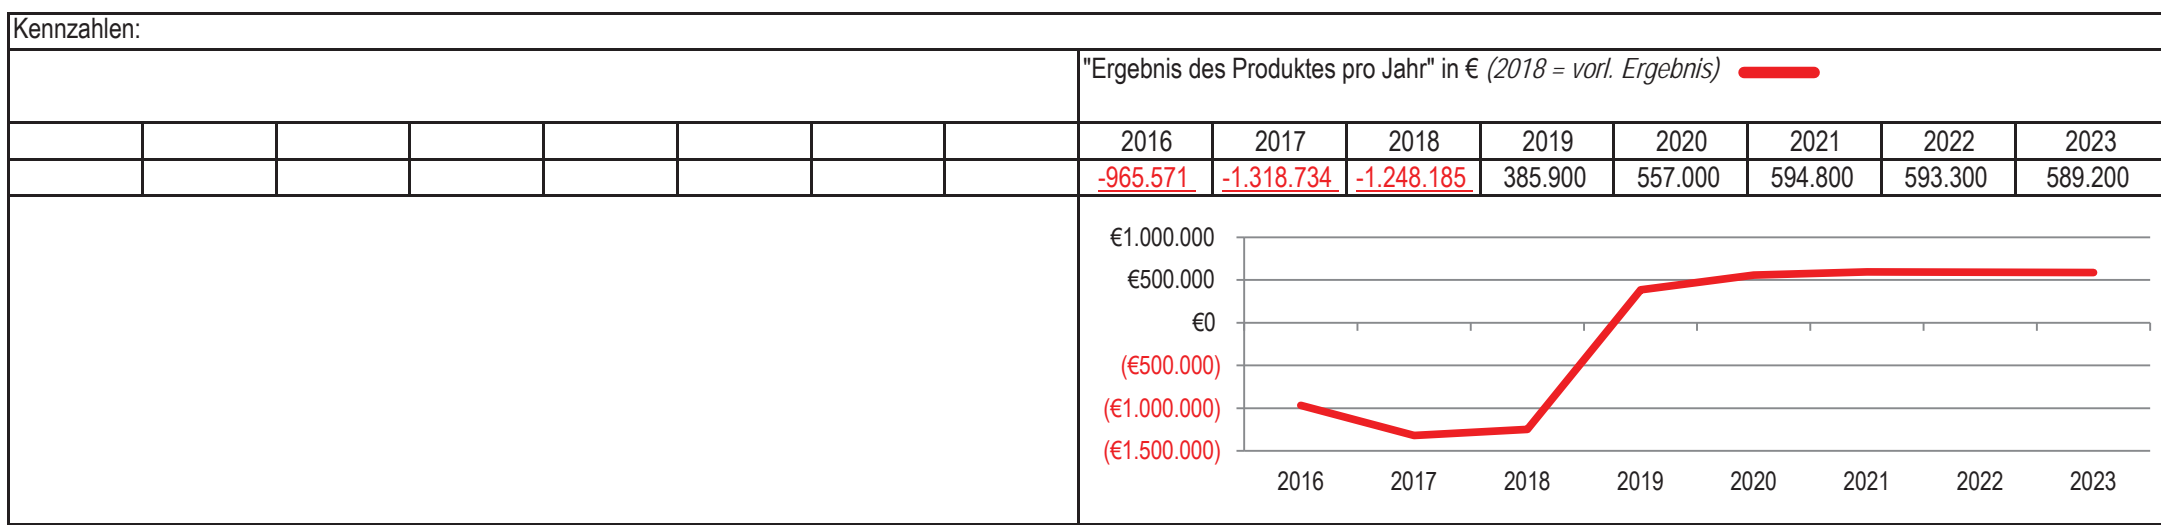 Kennzahlen:
"Ergebnis des Produktes pro Jahr" in € (2018 = vorl. Ergebnis)
2016 2017 2018 2019 2020 2021 2022 2023
-965.571 -1.318.734 -1.248.185 385.900 557.000 594.800 593.300 589.200
€1.000.000
€500.000
€0
(€500.000)
(€1.000.000)
(€1.500.000)
2016 2017 2018 2019 2020 2021 2022 2023